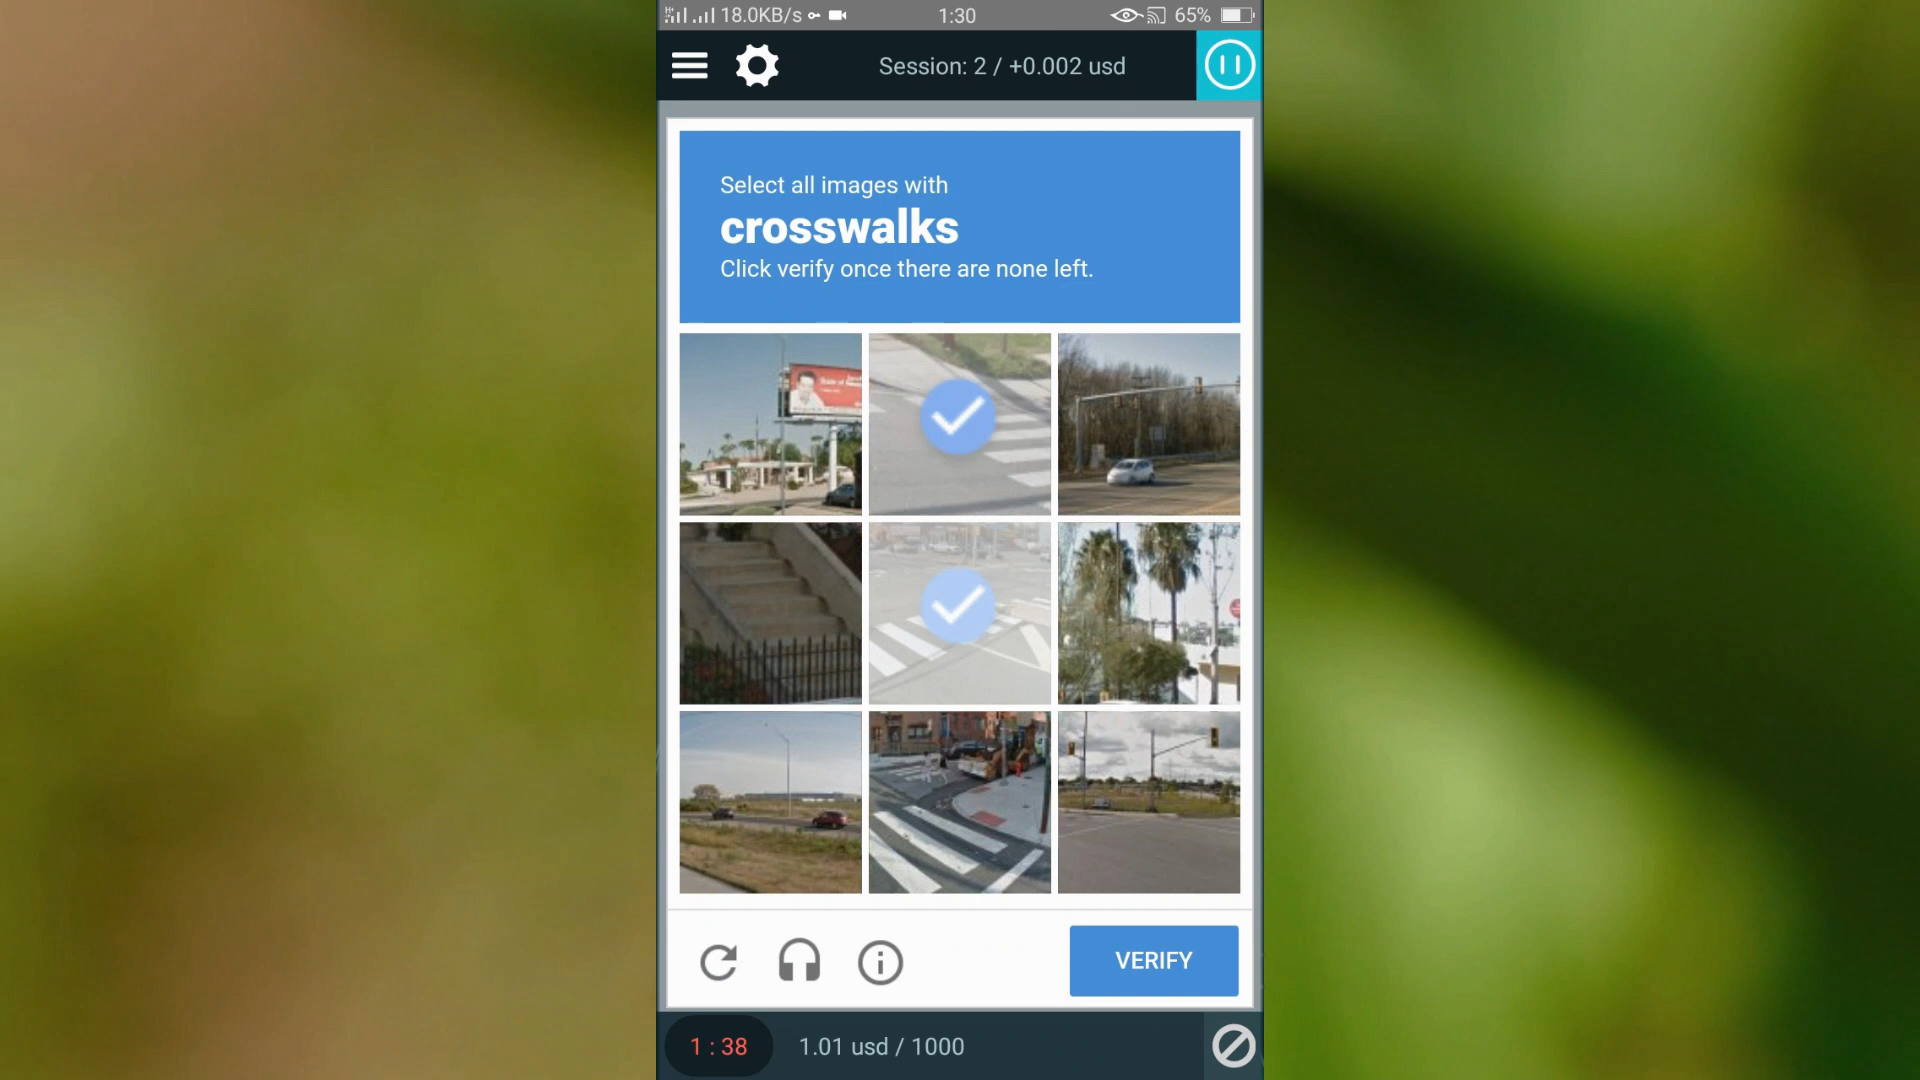 18.0KB/s
1:30
65%
Session: 2 / +0.002 usd
Select all images with
crosswalks
Click verify once there are none left.
VERIFY
1 : 38
1.01 usd / 1000